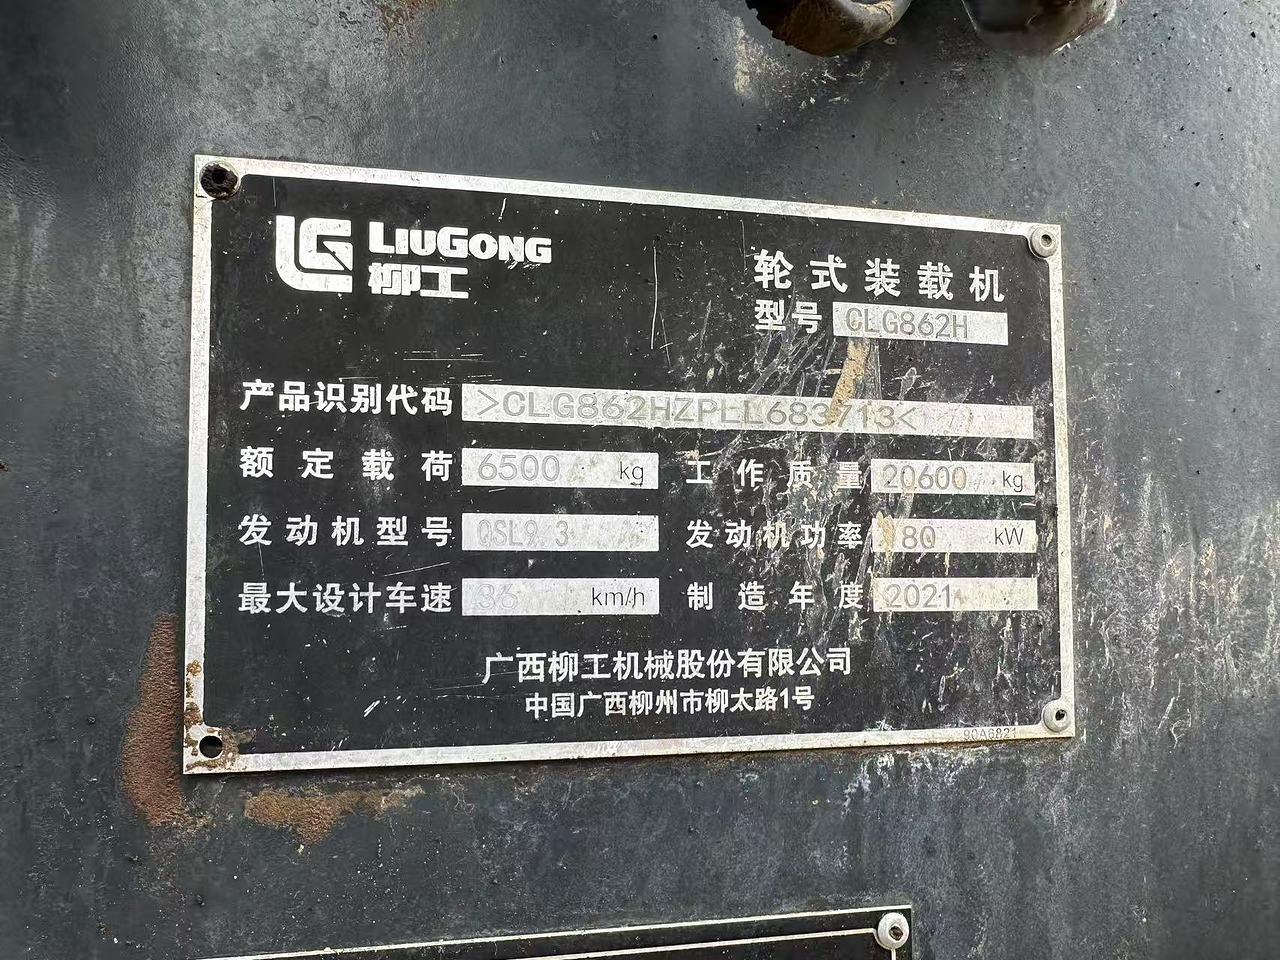 LG LIUGONG
柳工
轮式装载机
型号 CLG862H
产品识别代码 >CLG862HZPLL683713<
额定载荷 6500 kg 工作质量 20600 kg
发动机型号 QSL9.3 发动机功率 180 kW
最大设计车速 36 km/h 制造年度 2021
广西柳工机械股份有限公司
中国广西柳州市柳太路1号
90A6821